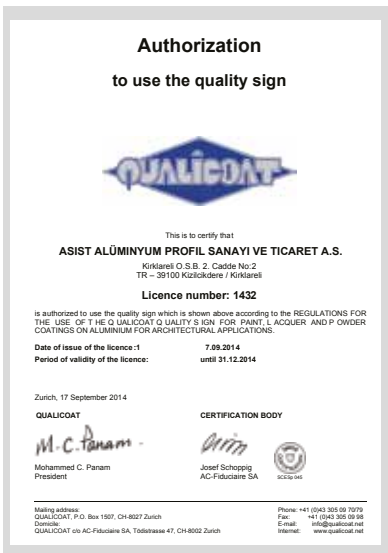 Authorization
to use the quality sign
QUALICOAT
This is to certify that
ASIST ALÜMINYUM PROFIL SANAYI VE TICARET A.S.
Kirklareli O.S.B. 2. Cadde No:2
TR – 39100 Kizilcikdere / Kirklareli
Licence number: 1432
is authorized to use the quality sign which is shown above according to the REGULATIONS FOR
THE USE OF T HE Q UALICOAT Q UALITY S IGN FOR PAINT, L ACQUER AND P OWDER
COATINGS ON ALUMINIUM FOR ARCHITECTURAL APPLICATIONS.
Date of issue of the licence:1 7.09.2014
Period of validity of the licence: until 31.12.2014
Zurich, 17 September 2014
QUALICOAT CERTIFICATION BODY
M.C. Panam
Mohammed C. Panam Josef Schoppig
President AC-Fiduciaire SA
SCESp 045
Mailing address: Phone: +41 (0)43 305 09 70/79
QUALICOAT, P.O. Box 1507, CH-8027 Zurich Fax: +41 (0)43 305 09 98
Domicile: E-mail: info@qualicoat.net
QUALICOAT c/o AC-Fiduciaire SA, Tödistrasse 47, CH-8002 Zurich Internet: www.qualicoat.net